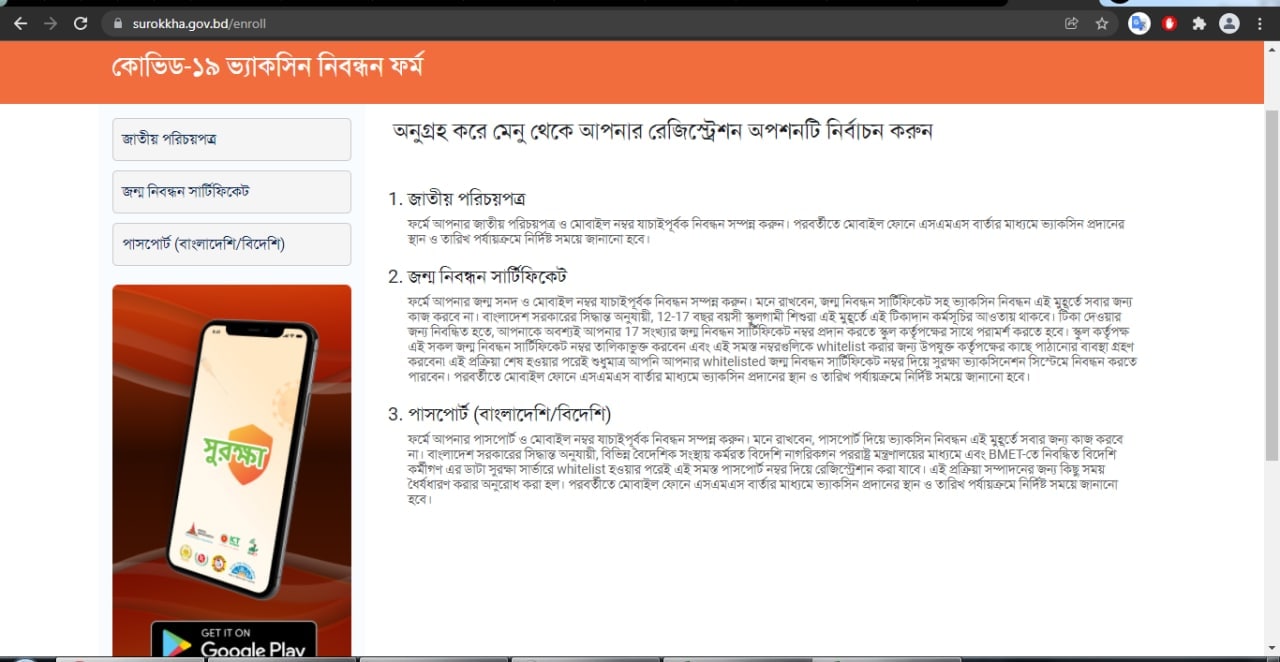 surokkha.gov.bd/enroll
কোভিড-১৯ ভ্যাকসিন নিবন্ধন ফর্ম
জাতীয় পরিচয়পত্র
জন্ম নিবন্ধন সার্টিফিকেট
পাসপোর্ট (বাংলাদেশি/বিদেশি)
সুরক্ষা
ICT
GET IT ON
Google Play
অনুগ্রহ করে মেনু থেকে আপনার রেজিস্ট্রেশন অপশনটি নির্বাচন করুন
1. জাতীয় পরিচয়পত্র
ফর্মে আপনার জাতীয় পরিচয়পত্র ও মোবাইল নম্বর যাচাইপূর্বক নিবন্ধন সম্পন্ন করুন। পরবর্তীতে মোবাইল ফোনে এসএমএস বার্তার মাধ্যমে ভ্যাকসিন প্রদানের
স্থান ও তারিখ পর্যায়ক্রমে নির্দিষ্ট সময়ে জানানো হবে।
2. জন্ম নিবন্ধন সার্টিফিকেট
ফর্মে আপনার জন্ম সনদ ও মোবাইল নম্বর যাচাইপূর্বক নিবন্ধন সম্পন্ন করুন। মনে রাখবেন, জন্ম নিবন্ধন সার্টিফিকেট সহ ভ্যাকসিন নিবন্ধন এই মুহূর্তে সবার জন্য
কাজ করবে না। বাংলাদেশ সরকারের সিদ্ধান্ত অনুযায়ী, 12-17 বছর বয়সী স্কুলগামী শিশুরা এই মুহূর্তে এই টিকাদান কর্মসূচির আওতায় থাকবে। টিকা দেওয়ার
জন্য নিবন্ধিত হতে, আপনাকে অবশ্যই আপনার 17 সংখ্যার জন্ম নিবন্ধন সার্টিফিকেট নম্বর প্রদান করতে স্কুল কর্তৃপক্ষের সাথে পরামর্শ করতে হবে। স্কুল কর্তৃপক্ষ
এই সকল জন্ম নিবন্ধন সার্টিফিকেট নম্বর তালিকাভুক্ত করবেন এবং এই সমস্ত নম্বরগুলিকে whitelist করার জন্য উপযুক্ত কর্তৃপক্ষের কাছে পাঠানোর ব্যবস্থা গ্রহণ
করবেন। এই প্রক্রিয়া শেষ হওয়ার পরেই শুধুমাত্র আপনি আপনার whitelisted জন্ম নিবন্ধন সার্টিফিকেট নম্বর দিয়ে সুরক্ষা ভ্যাকসিনেশন সিস্টেমে নিবন্ধন করতে
পারবেন। পরবর্তীতে মোবাইল ফোনে এসএমএস বার্তার মাধ্যমে ভ্যাকসিন প্রদানের স্থান ও তারিখ পর্যায়ক্রমে নির্দিষ্ট সময়ে জানানো হবে।
3. পাসপোর্ট (বাংলাদেশি/বিদেশি)
ফর্মে আপনার পাসপোর্ট ও মোবাইল নম্বর যাচাইপূর্বক নিবন্ধন সম্পন্ন করুন। মনে রাখবেন, পাসপোর্ট দিয়ে ভ্যাকসিন নিবন্ধন এই মুহূর্তে সবার জন্য কাজ করবে
না। বাংলাদেশ সরকারের সিদ্ধান্ত অনুযায়ী, বিভিন্ন বৈদেশিক সংস্থায় কর্মরত বিদেশি নাগরিকগন পররাষ্ট্র মন্ত্রণালয়ের মাধ্যমে এবং BMET-তে নিবন্ধিত বিদেশি
কর্মীগণ এর ডাটা সুরক্ষা সার্ভারে whitelist হওয়ার পরেই এই সমস্ত পাসপোর্ট নম্বর দিয়ে রেজিস্ট্রেশন করা যাবে। এই প্রক্রিয়া সম্পাদনের জন্য কিছু সময়
ধৈর্যধারণ করার অনুরোধ করা হল। পরবর্তীতে মোবাইল ফোনে এসএমএস বার্তার মাধ্যমে ভ্যাকসিন প্রদানের স্থান ও তারিখ পর্যায়ক্রমে নির্দিষ্ট সময়ে জানানো
হবে।